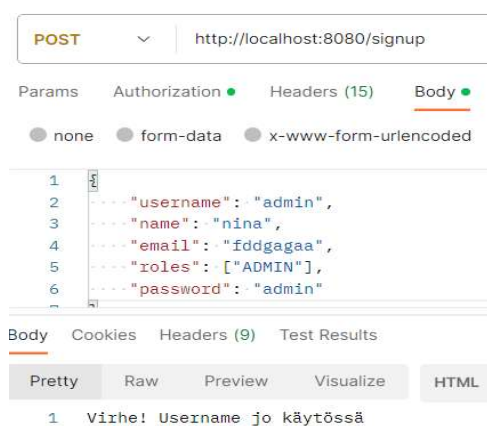 POST http://localhost:8080/signup
Params Authorization Headers (15) Body
none form-data x-www-form-urlencoded
1 {
2 "username": "admin",
3 "name": "nina",
4 "email": "fddgagaa",
5 "roles": ["ADMIN"],
6 "password": "admin"
7 }
Body Cookies Headers (9) Test Results
Pretty Raw Preview Visualize HTML
1 Virhe! Username jo käytössä